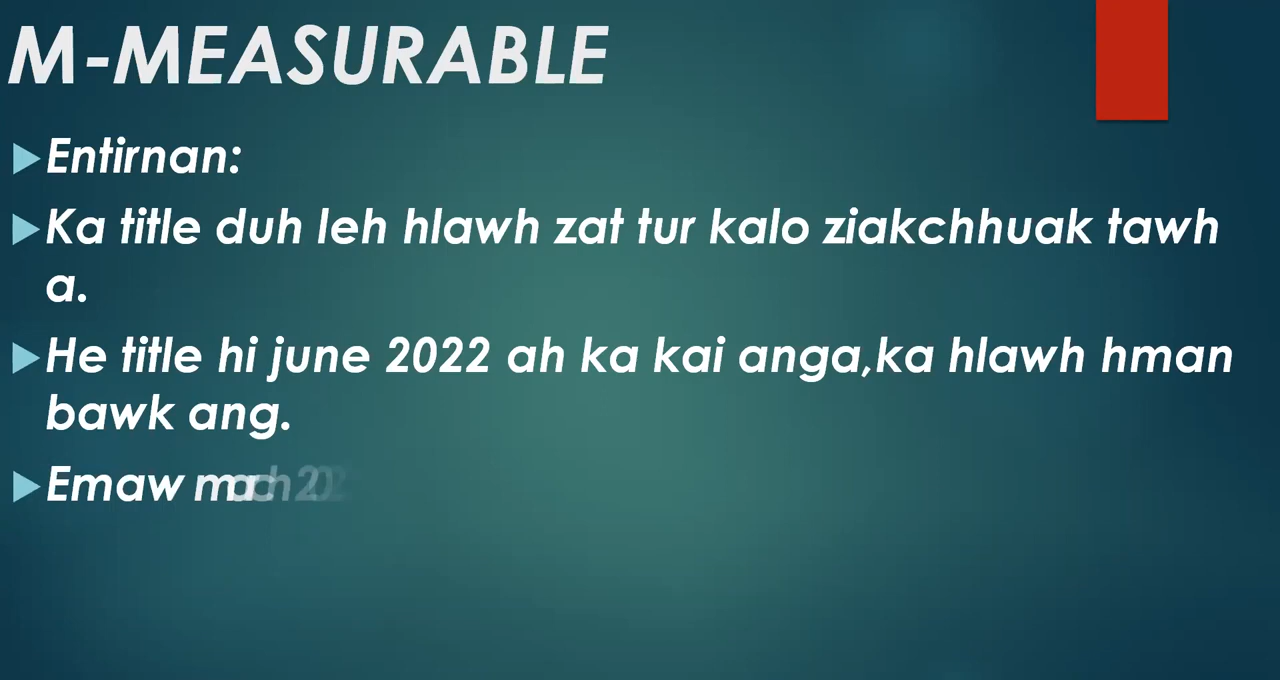 M-MEASURABLE
Entirnan:
Ka title duh leh hlawh zat tur kalo ziakchhuak tawh
a.
He title hi june 2022 ah ka kai anga,ka hlawh hman
bawk ang.
Emaw